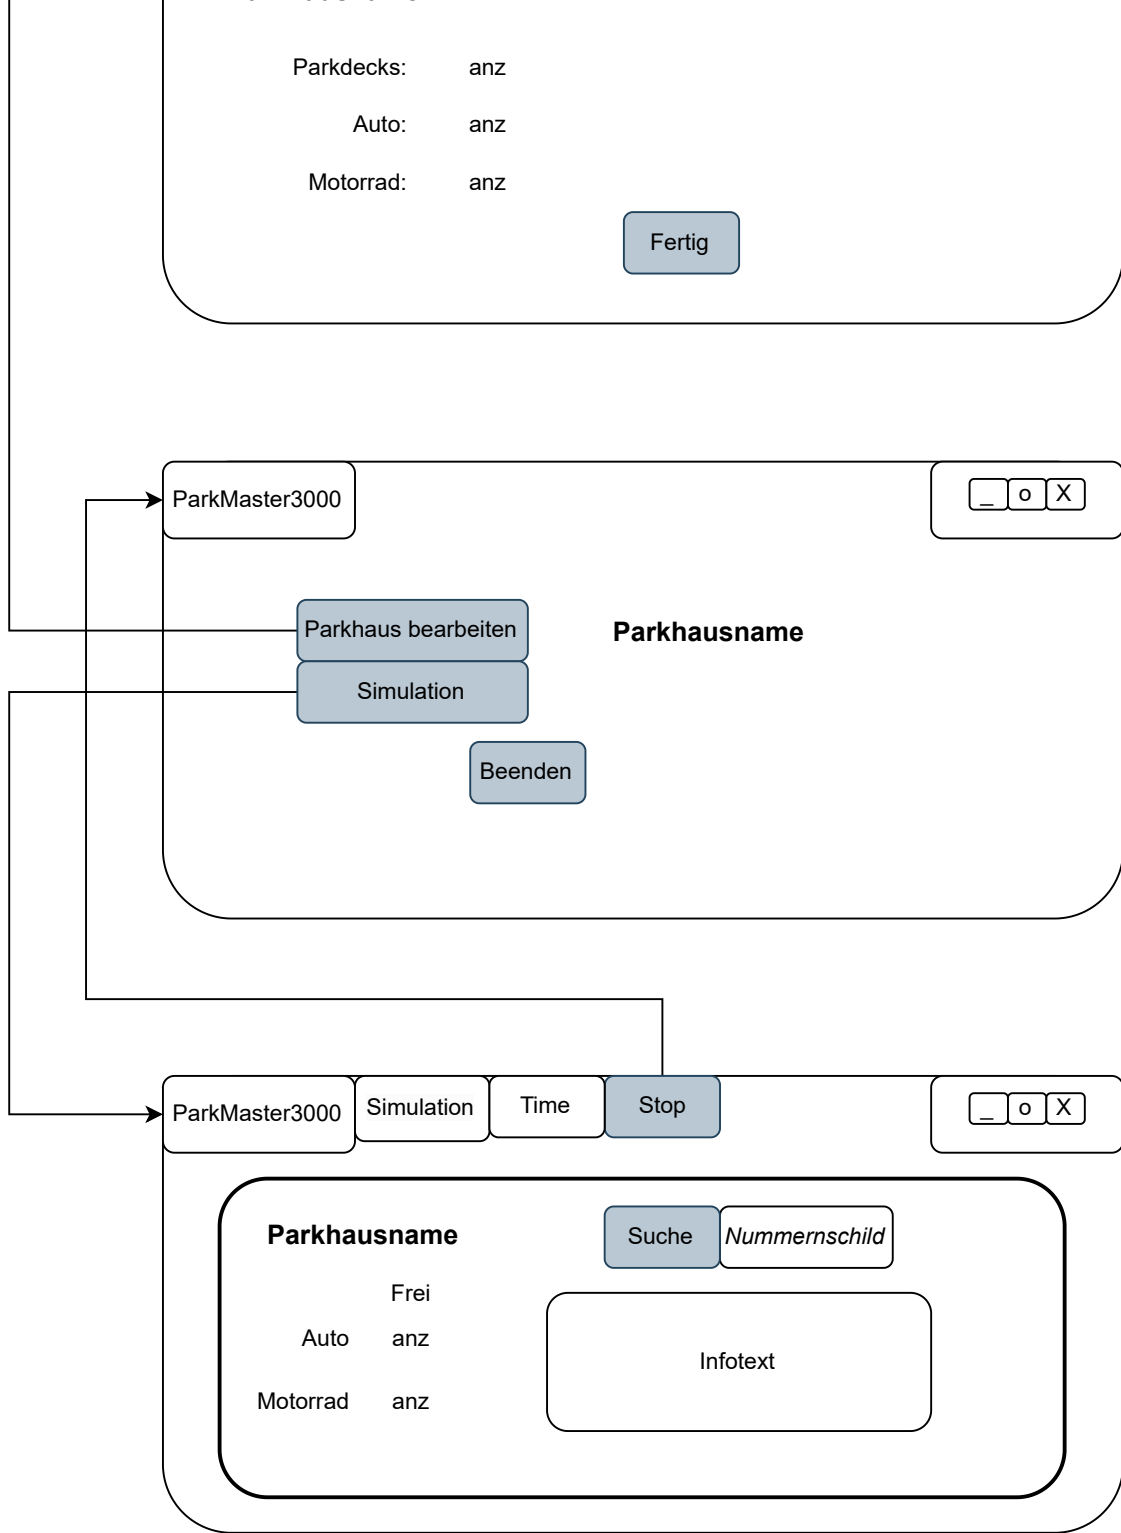 Parkdecks: anz
Auto: anz
Motorrad: anz
Fertig
ParkMaster3000
_ o X
Parkhaus bearbeiten
Parkhausname
Simulation
Beenden
ParkMaster3000
Simulation
Time
Stop
_ o X
Parkhausname
Suche
Nummernschild
Frei
Auto anz
Motorrad anz
Infotext